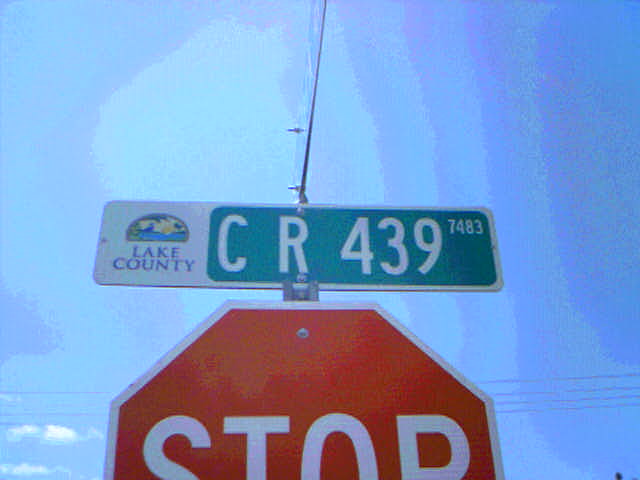 LAKE
COUNTY
C R 439 7483
STOP